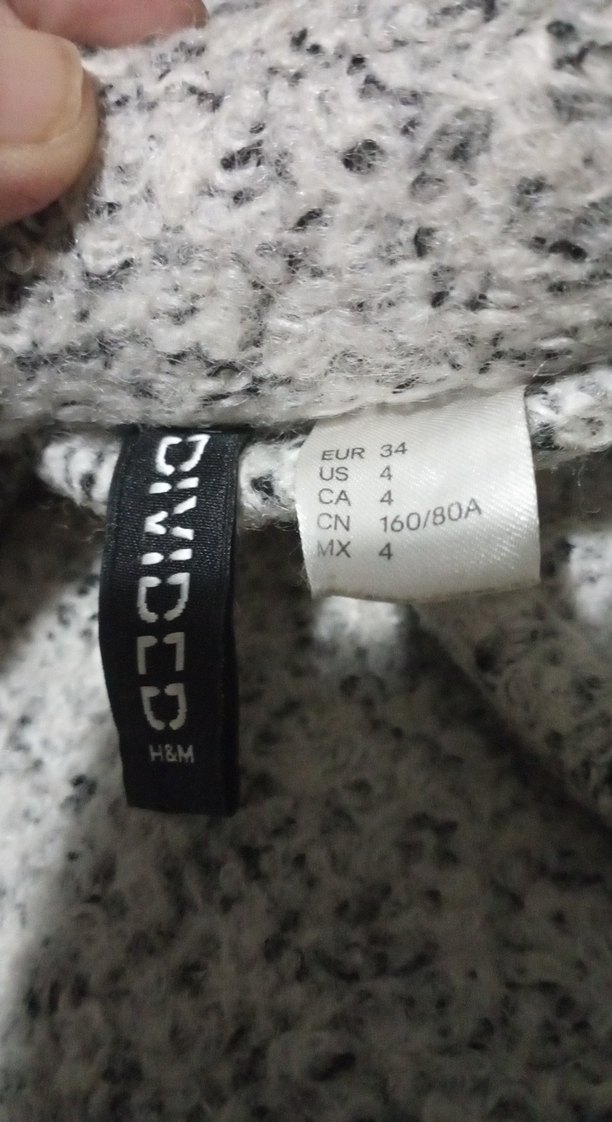 DIVIDED
H&M
EUR 34
US 4
CA 4
CN 160/80A
MX 4